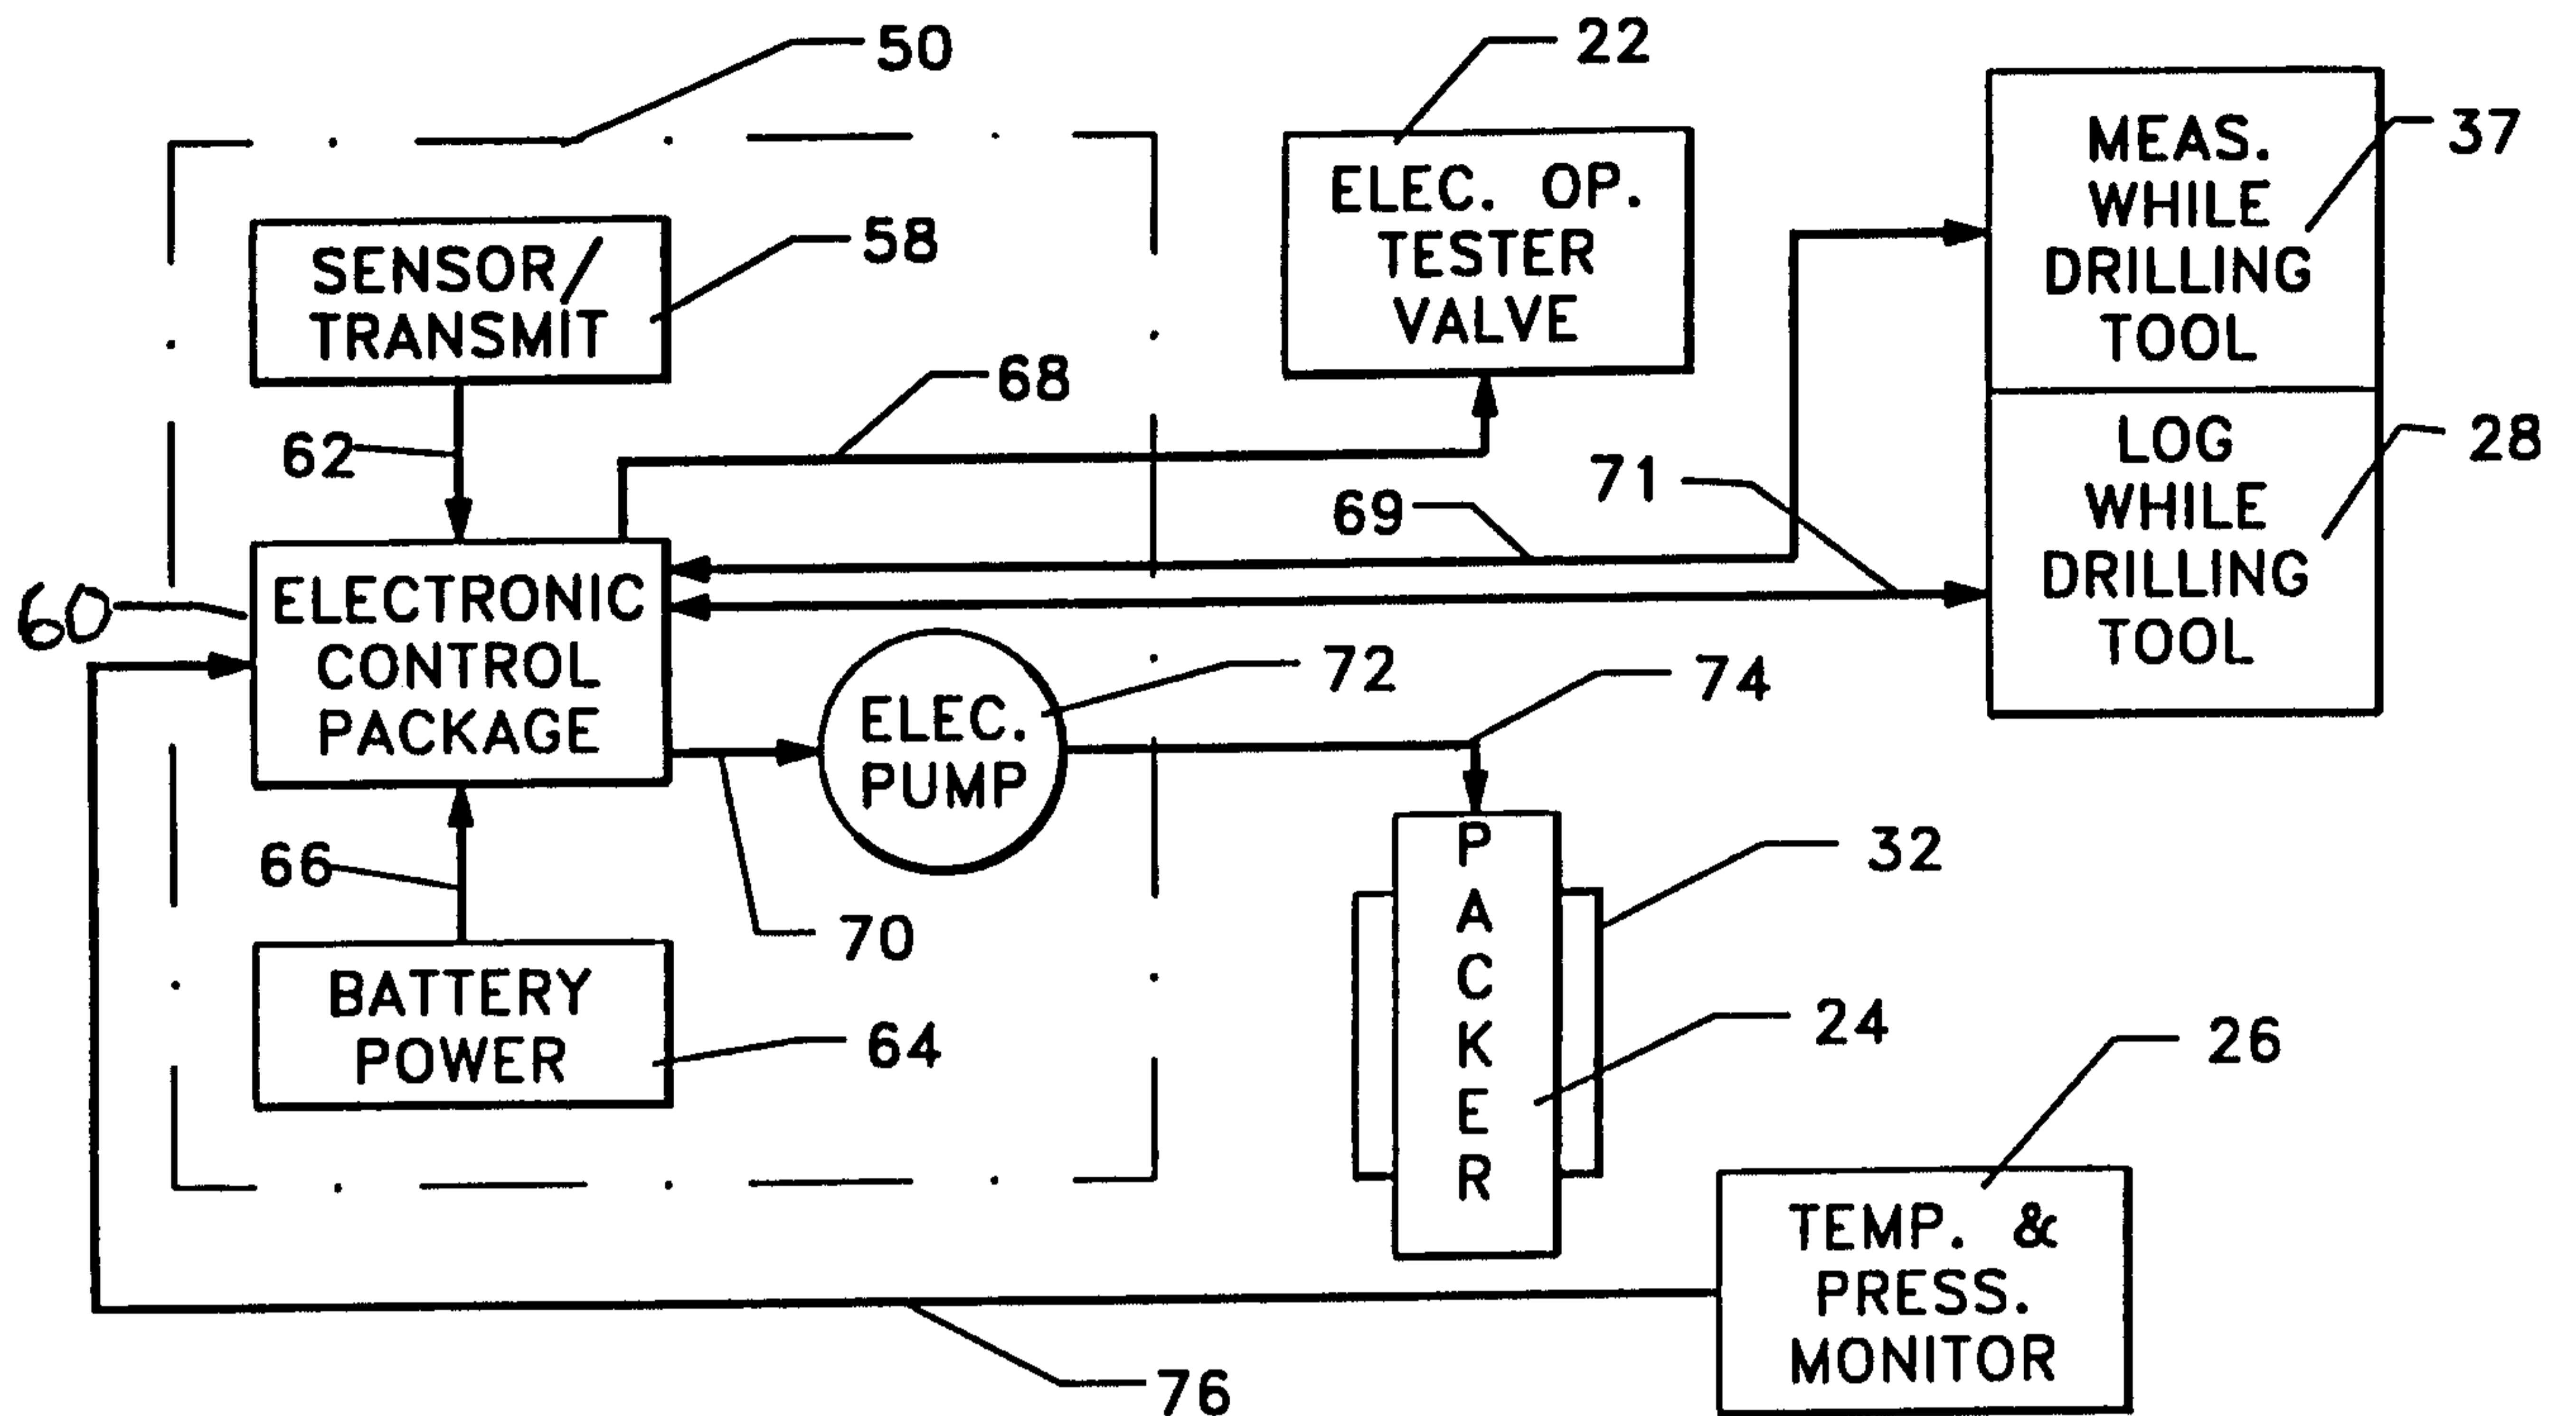 50
22
MEAS.
WHILE
DRILLING
TOOL
37
ELEC. OP.
TESTER
VALVE
SENSOR/
TRANSMIT
58
68
62
LOG
WHILE
DRILLING
TOOL
28
71
69
60
ELECTRONIC
CONTROL
PACKAGE
72
74
ELEC.
PUMP
66
70
PACKER
32
BATTERY
POWER
64
24
26
TEMP. &
PRESS.
MONITOR
76